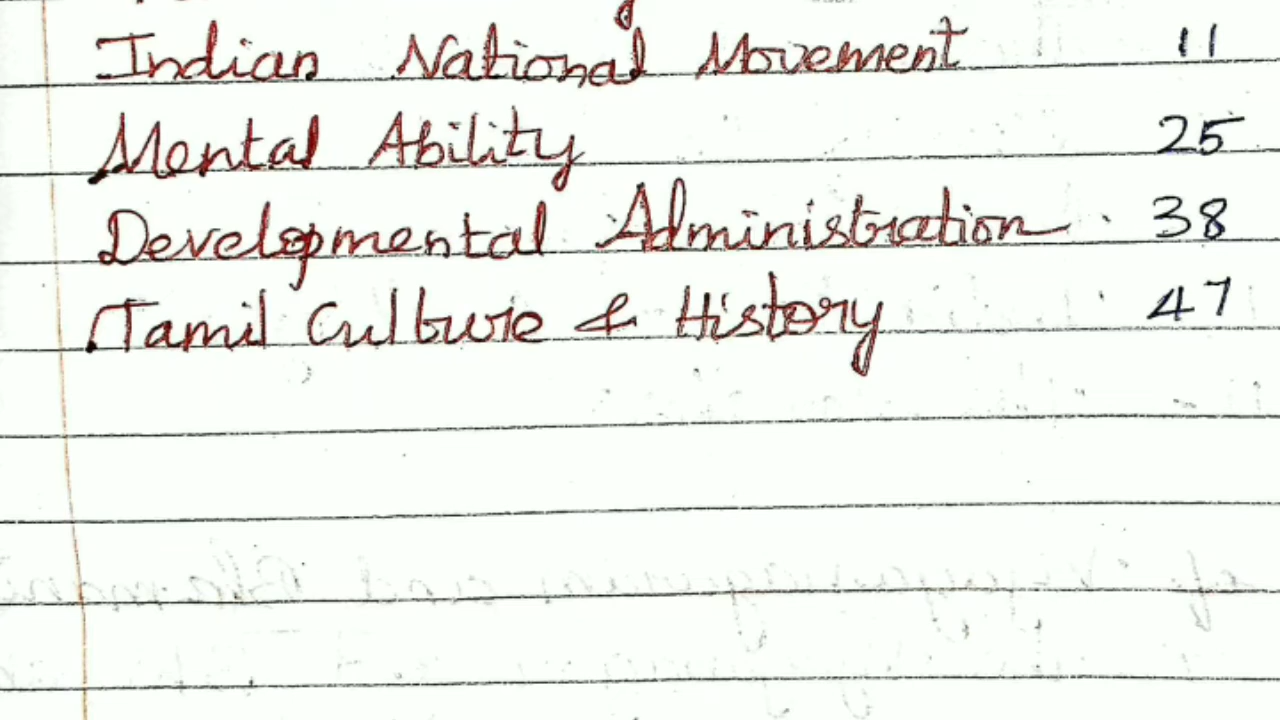 Indian National Movement 11
Mental Ability 25
Developmental Administration 38
Tamil Culture & History 47